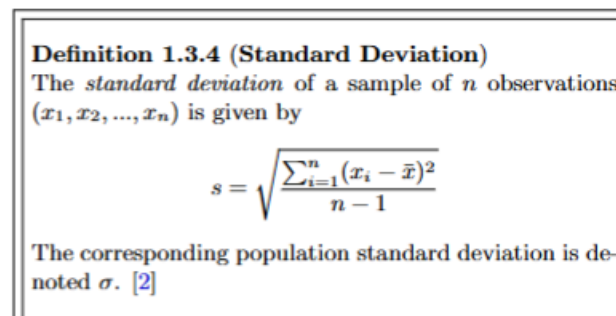 Definition 1.3.4 (Standard Deviation)
The standard deviation of a sample of n observations
(x₁, x₂, ..., xₙ) is given by
s = √(∑ⁿᵢ₌₁(xᵢ − x̄)² / n − 1)
The corresponding population standard deviation is de-
noted σ. [2]